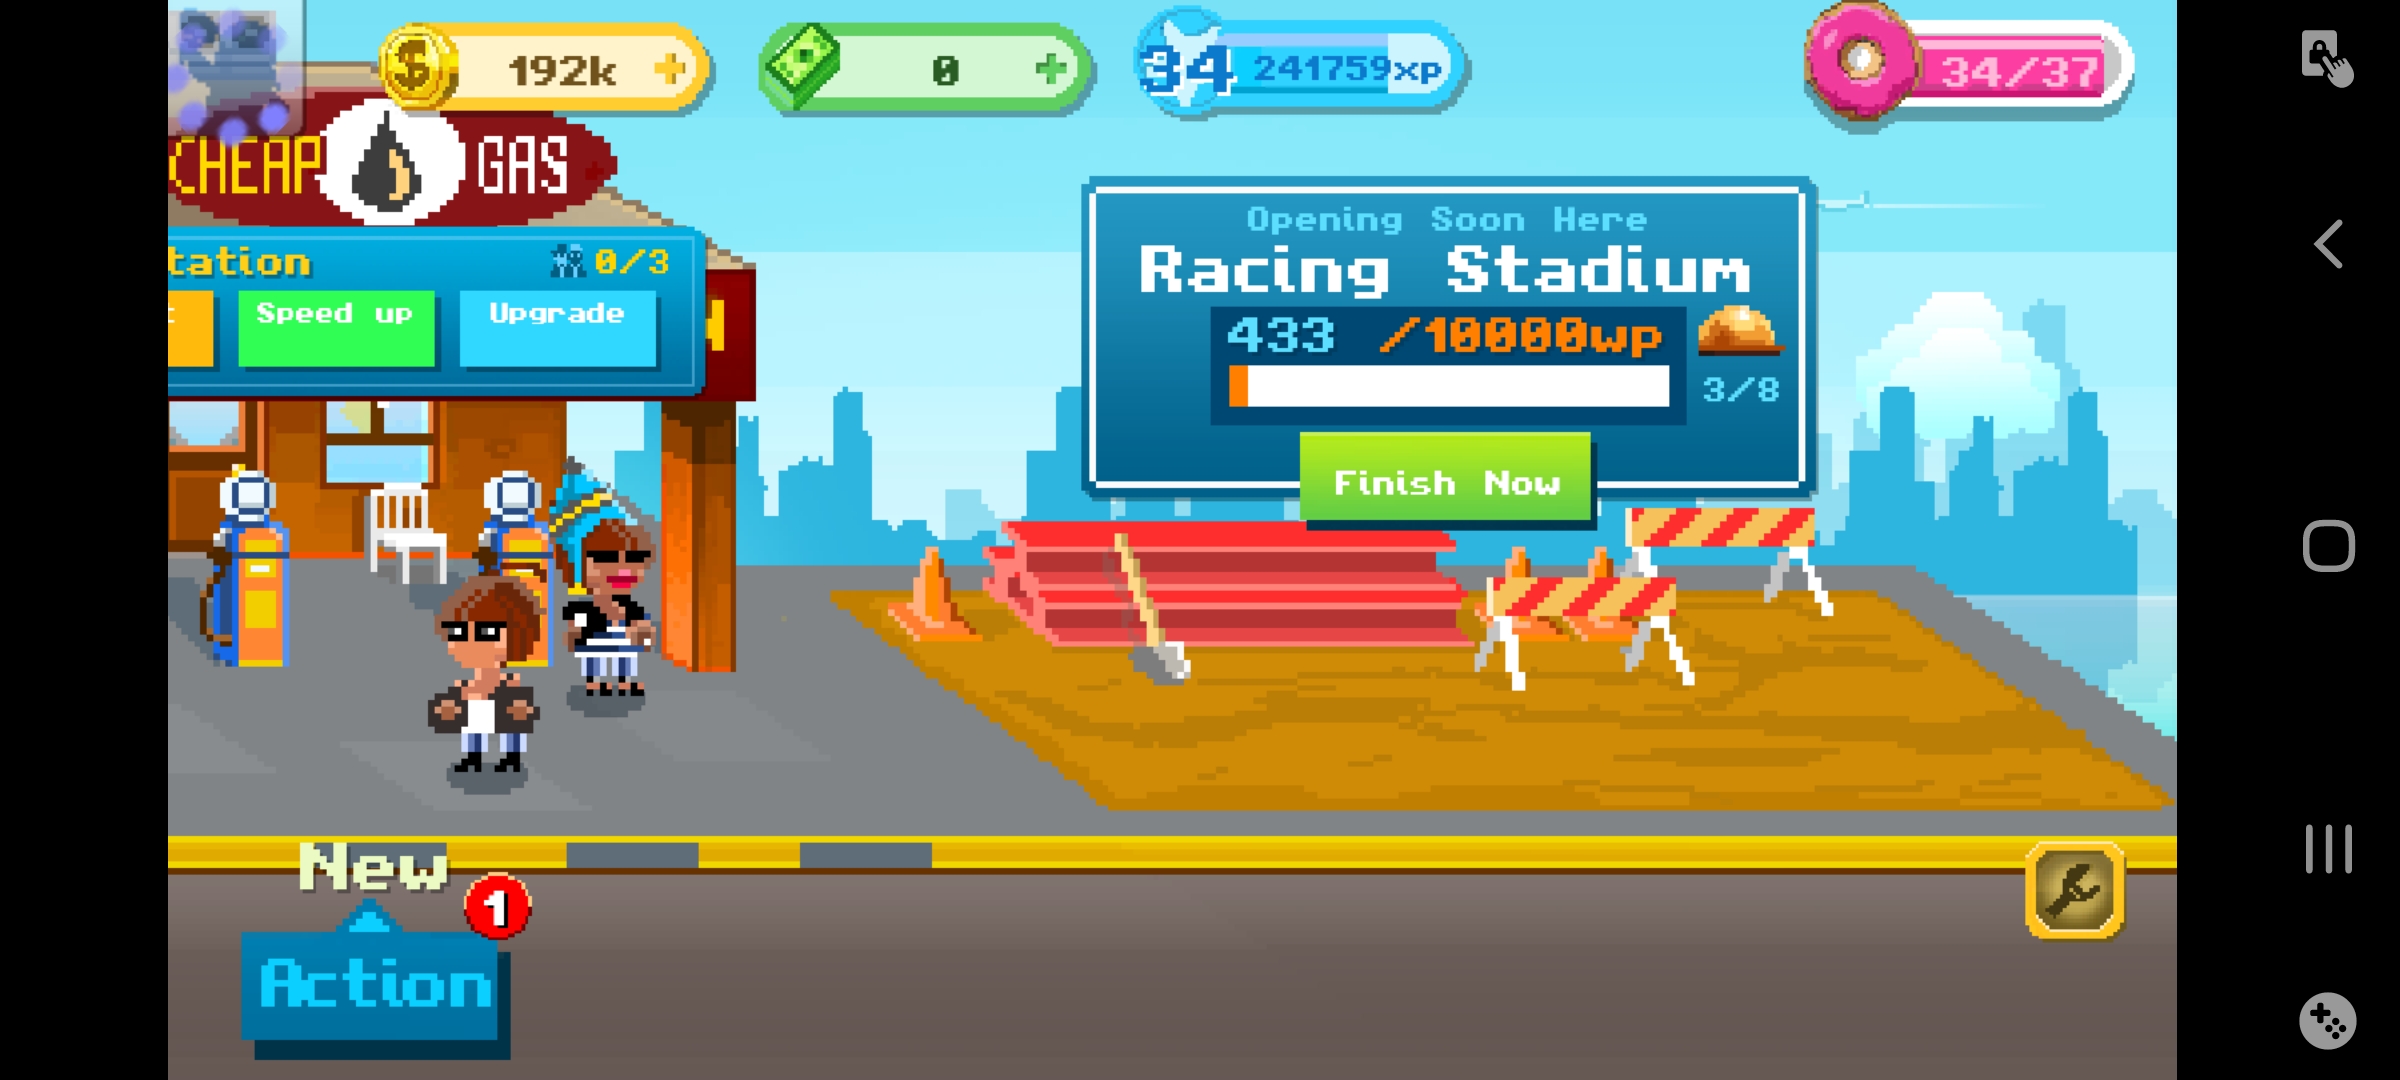 192k
0
34 241759xp
34/37
CHEAP GAS
tation 0/3
Speed up
Upgrade
Opening Soon Here
Racing Stadium
433 /10000wp
3/8
Finish Now
New
1
Action